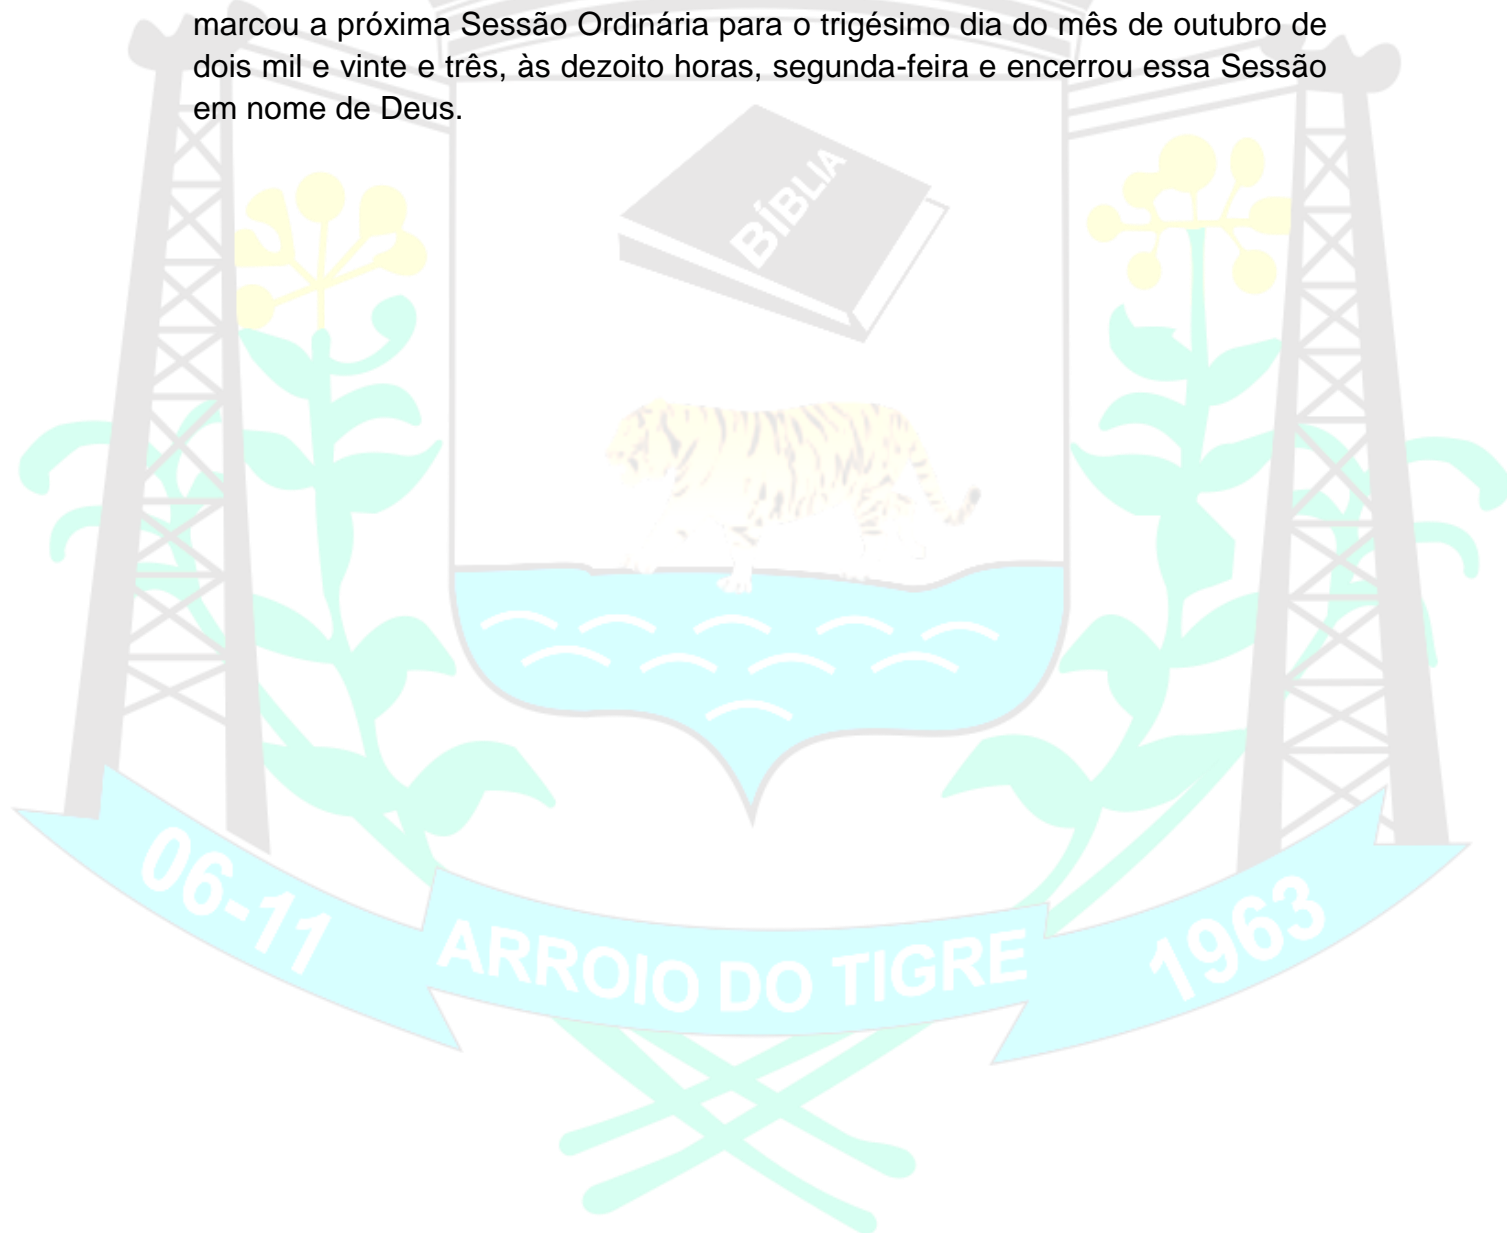 marcou a próxima Sessão Ordinária para o trigésimo dia do mês de outubro de
dois mil e vinte e três, às dezoito horas, segunda-feira e encerrou essa Sessão
em nome de Deus.
BÍBLIA
06-11
ARROIO DO TIGRE
1963